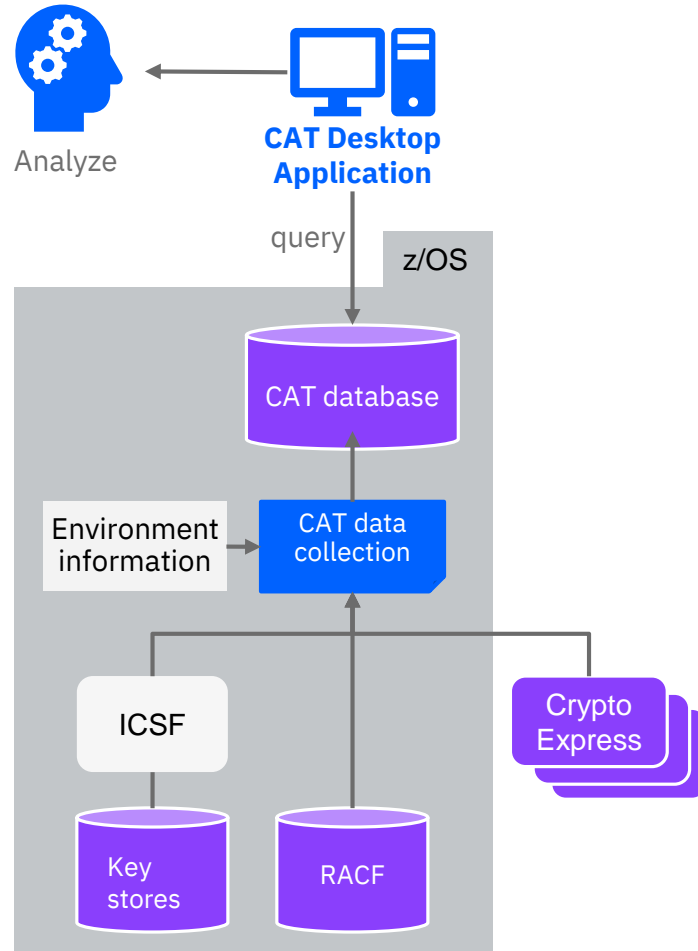 Analyze
CAT Desktop
Application
query
z/OS
CAT database
Environment
information
CAT data
collection
ICSF
Crypto
Express
Key
stores
RACF